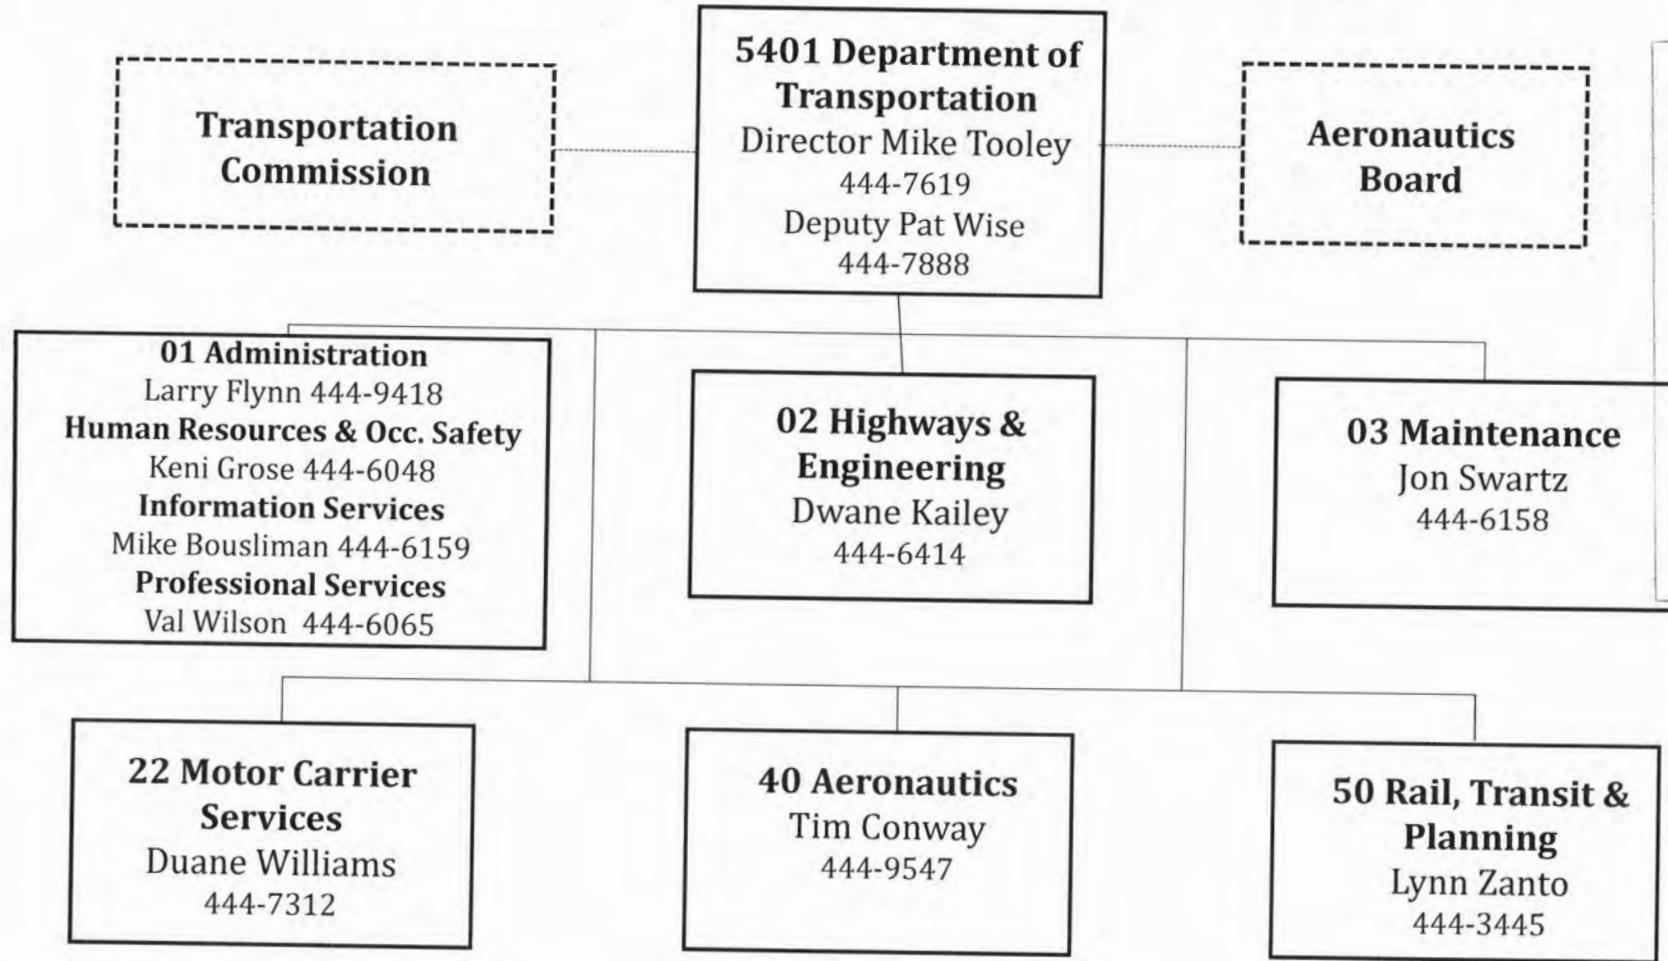 5401 Department of
Transportation
Director Mike Tooley
444-7619
Deputy Pat Wise
444-7888
Transportation
Commission
Aeronautics
Board
01 Administration
Larry Flynn 444-9418
Human Resources & Occ. Safety
Keni Grose 444-6048
Information Services
Mike Bousliman 444-6159
Professional Services
Val Wilson 444-6065
02 Highways &
Engineering
Dwane Kailey
444-6414
03 Maintenance
Jon Swartz
444-6158
22 Motor Carrier
Services
Duane Williams
444-7312
40 Aeronautics
Tim Conway
444-9547
50 Rail, Transit &
Planning
Lynn Zanto
444-3445